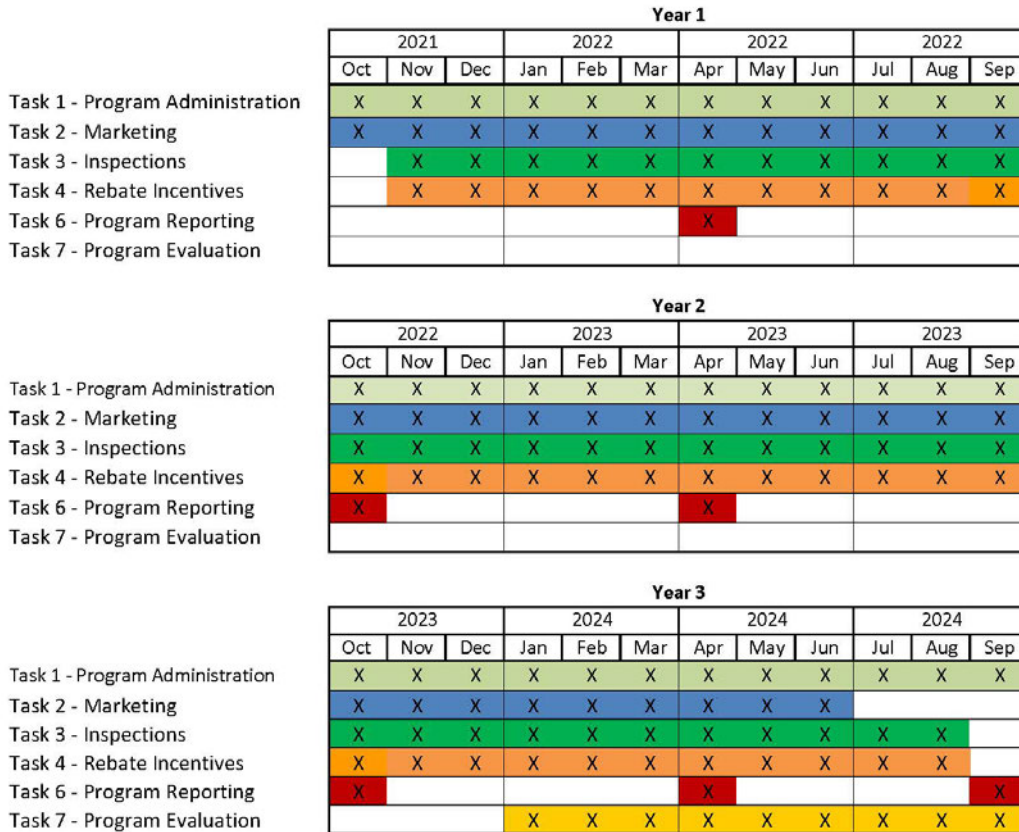 Year 1
2021 2022 2022 2022
Oct Nov Dec Jan Feb Mar Apr May Jun Jul Aug Sep
Task 1 - Program Administration X X X X X X X X X X X X
Task 2 - Marketing X X X X X X X X X X X X
Task 3 - Inspections X X X X X X X X X X X
Task 4 - Rebate Incentives X X X X X X X X X X X
Task 6 - Program Reporting X
Task 7 - Program Evaluation
Year 2
2022 2023 2023 2023
Oct Nov Dec Jan Feb Mar Apr May Jun Jul Aug Sep
Task 1 - Program Administration X X X X X X X X X X X X
Task 2 - Marketing X X X X X X X X X X X X
Task 3 - Inspections X X X X X X X X X X X X
Task 4 - Rebate Incentives X X X X X X X X X X X X
Task 6 - Program Reporting X X
Task 7 - Program Evaluation
Year 3
2023 2024 2024 2024
Oct Nov Dec Jan Feb Mar Apr May Jun Jul Aug Sep
Task 1 - Program Administration X X X X X X X X X X X X
Task 2 - Marketing X X X X X X X X X
Task 3 - Inspections X X X X X X X X X X X
Task 4 - Rebate Incentives X X X X X X X X X X X
Task 6 - Program Reporting X X X
Task 7 - Program Evaluation X X X X X X X X X